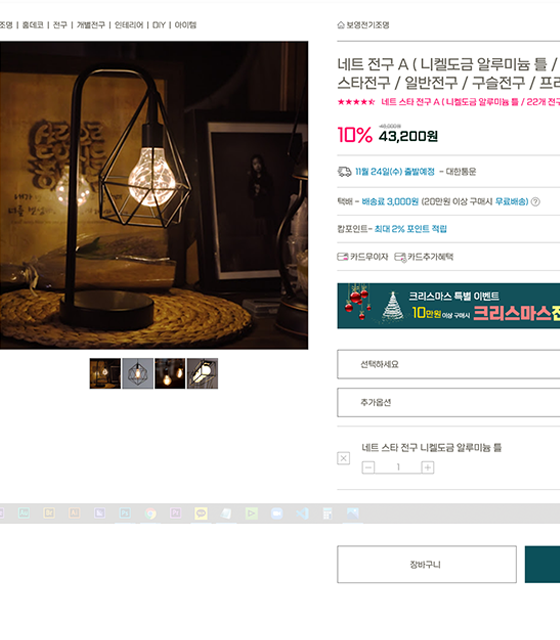 조명 | 홈데코 | 전구 | 개별전구 | 인테리어 | DIY | 아이템
보영전기조명
네트 전구 A ( 니켈도금 알루미늄 틀 /
스타전구 / 일반전구 / 구슬전구 / 프리
★★★★ 네트 스타 전구 A ( 니켈도금 알루미늄 틀 / 22개 전구
10% 43,200원
11월 24일(수) 출발예정 - 대한통운
택배 - 배송료 3,000원 (20만원 이상 구매시 무료배송) ?
캄포인트- 최대 2% 포인트 적립
카드무이자 카드추가혜택
크리스마스 특별 이벤트
10만원 이상 구매시 크리스마스전
선택하세요
추가옵션
네트 스타 전구 니켈도금 알루미늄 틀
1
장바구니